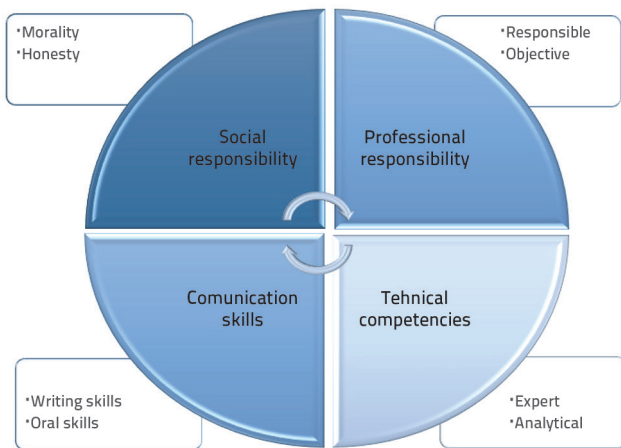 ·Morality
·Honesty
·Responsible
·Objective
Social
responsibility
Professional
responsibility
Comunication
skills
Tehnical
competencies
·Writing skills
·Oral skills
·Expert
·Analytical